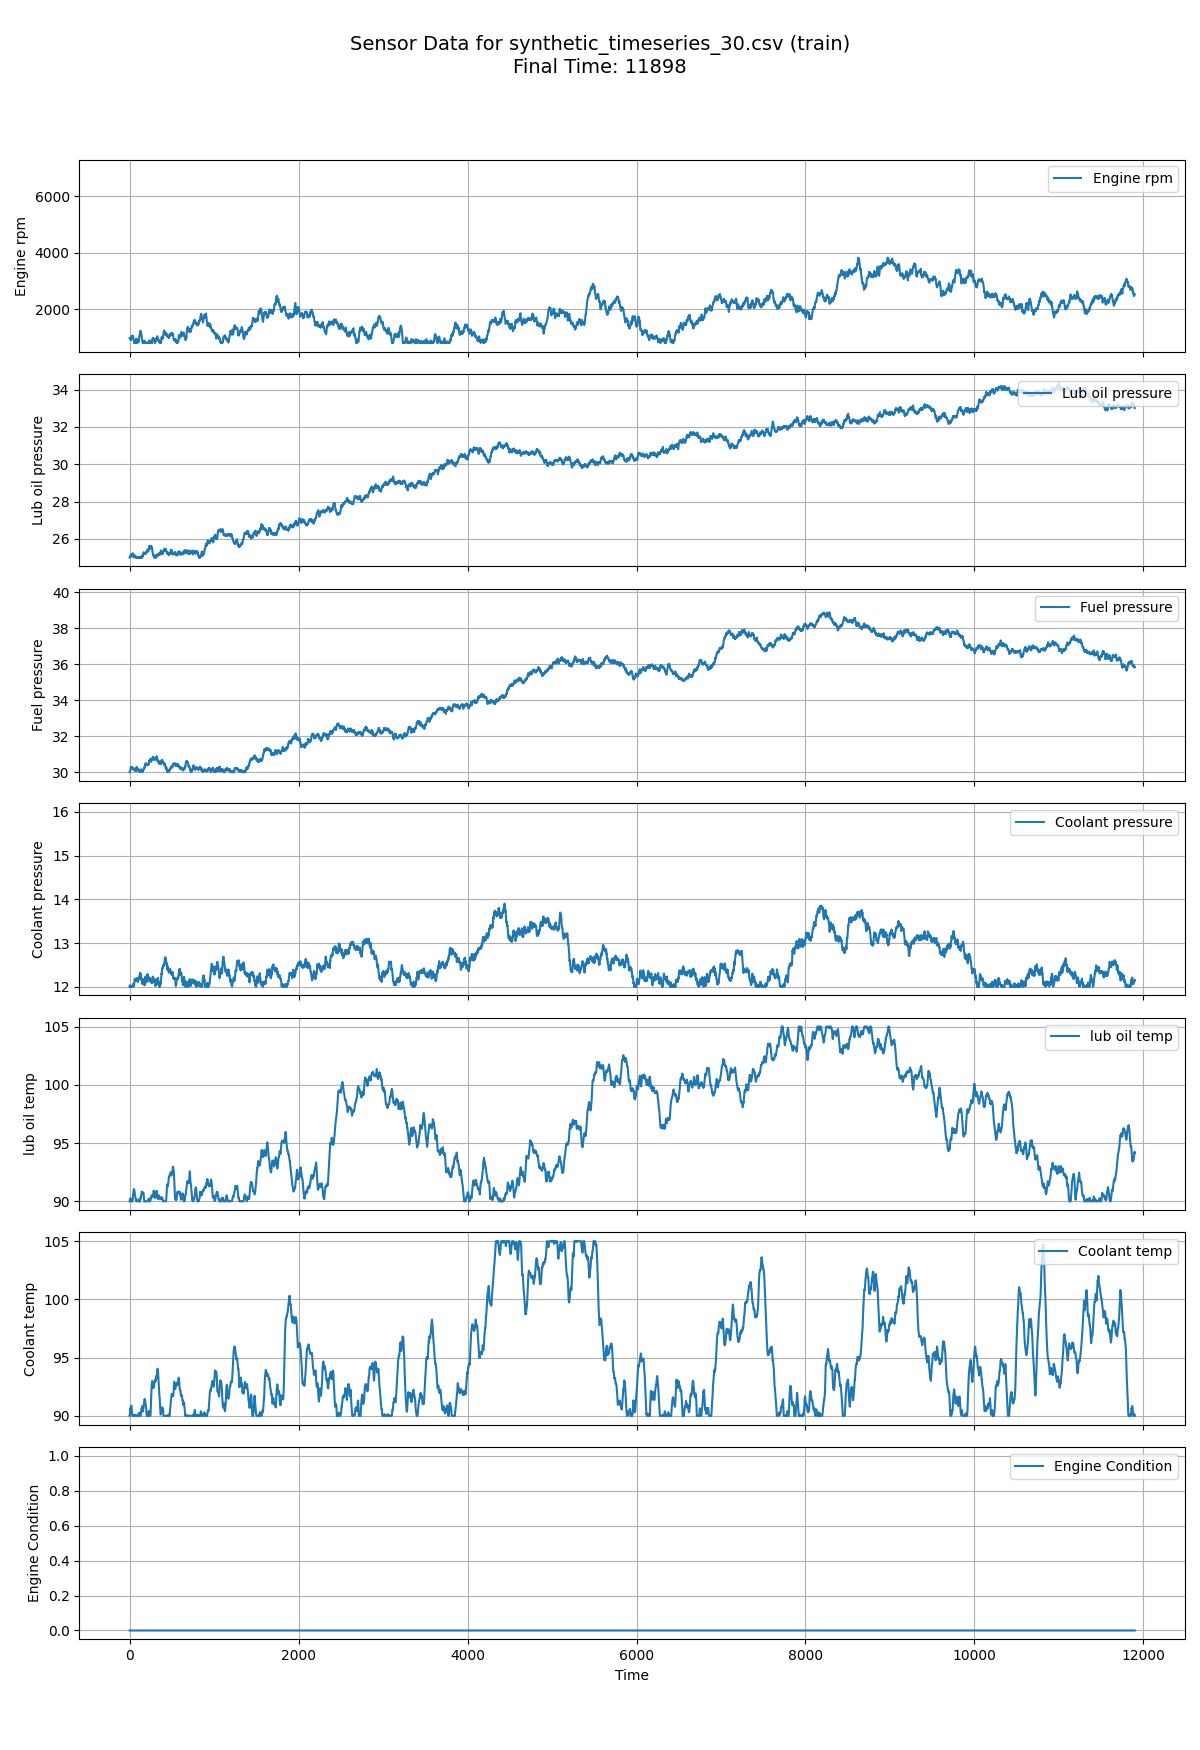 Sensor Data for synthetic_timeseries_30.csv (train)
Final Time: 11898
Engine rpm
6000
4000
2000
Engine rpm
Lub oil pressure
34
32
30
28
26
Lub oil pressure
Fuel pressure
40
38
36
34
32
30
Fuel pressure
Coolant pressure
16
15
14
13
12
Coolant pressure
lub oil temp
105
100
95
90
lub oil temp
Coolant temp
105
100
95
90
Coolant temp
Engine Condition
1.0
0.8
0.6
0.4
0.2
0.0
Engine Condition
0 2000 4000 6000 8000 10000 12000
Time